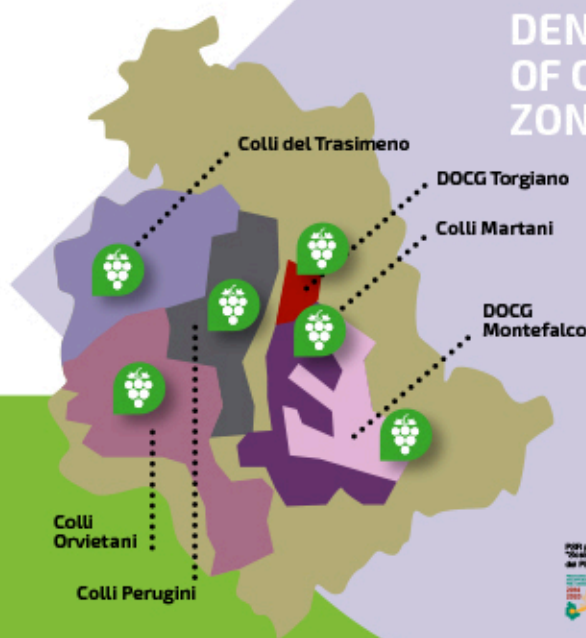 DEN
OF
ZON
Colli del Trasimeno
DOCG Torgiano
Colli Martani
DOCG
Montefalco
Colli
Orvietani
Colli Perugini